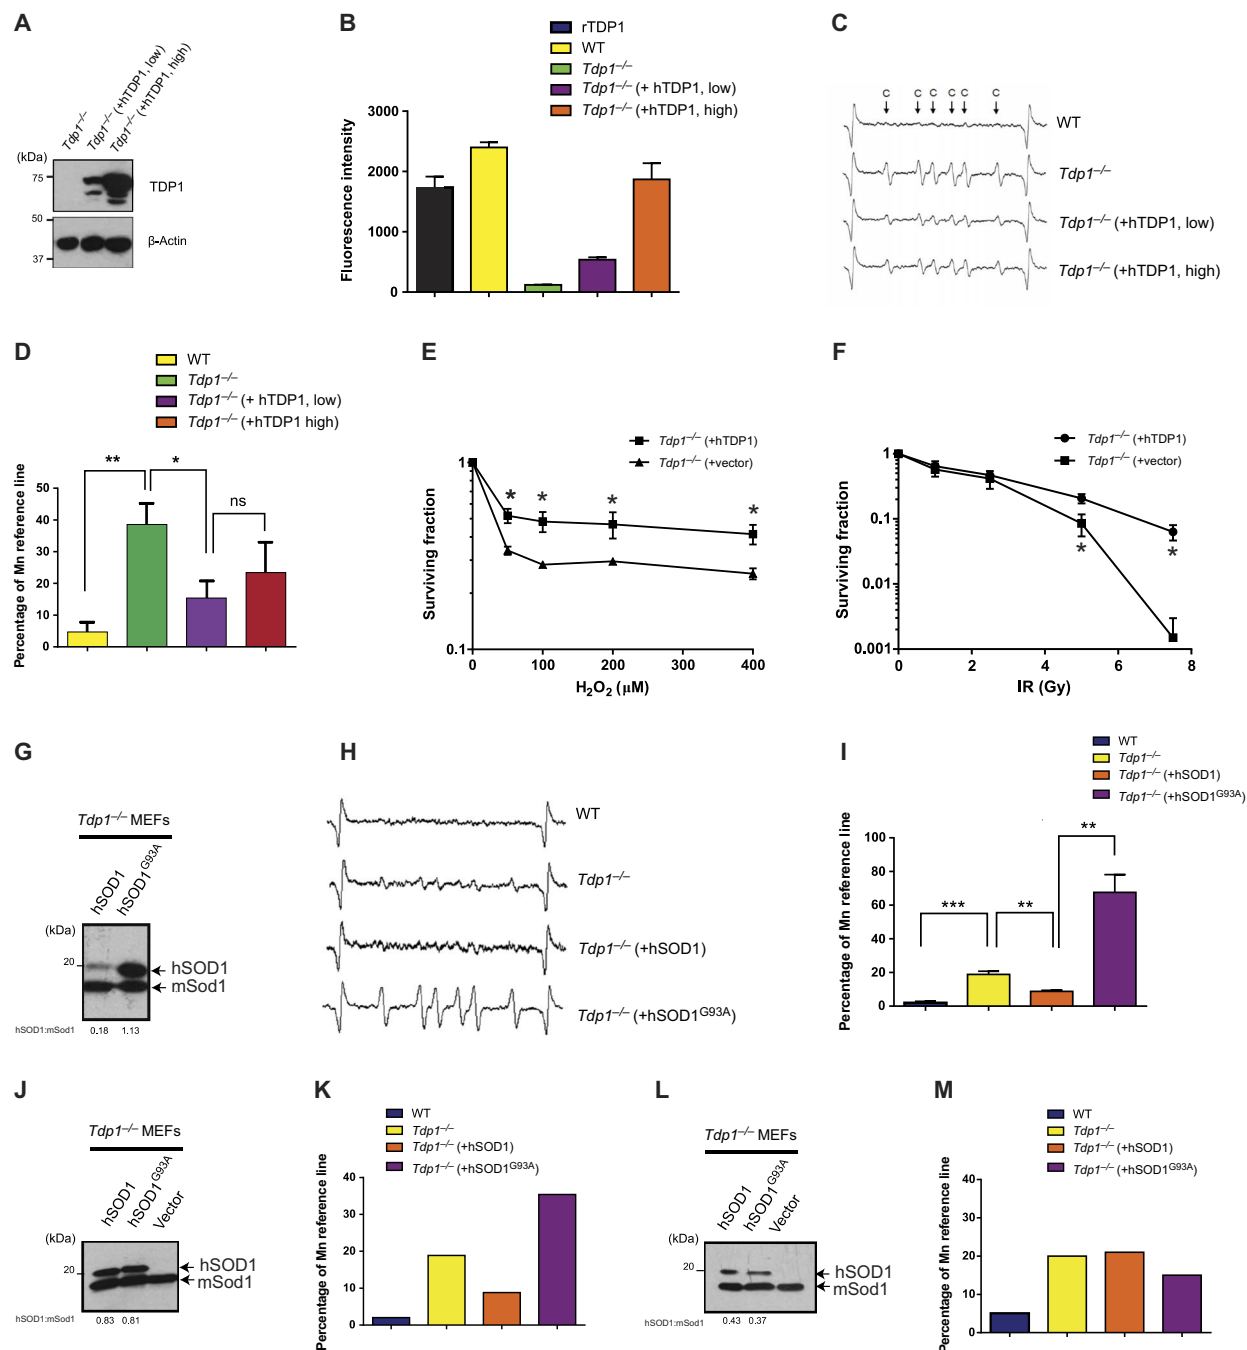 A
Tdp1–/–
Tdp1–/– (+hTDP1, low)
Tdp1–/– (+hTDP1, high)
(kDa)
75
TDP1
50
β-Actin
37
B
rTDP1
WT
Tdp1–/–
Tdp1–/– (+ hTDP1, low)
Tdp1–/– (+hTDP1, high)
Fluorescence intensity
3000
2000
1000
0
C
C C C C C C
WT
Tdp1–/–
Tdp1–/– (+hTDP1, low)
Tdp1–/– (+hTDP1, high)
D
WT
Tdp1–/–
Tdp1–/– (+ hTDP1, low)
Tdp1–/– (+hTDP1 high)
Percentage of Mn reference line
50
40
30
20
10
0
** * ns
E
Tdp1–/– (+hTDP1)
Tdp1–/– (+vector)
Surviving fraction
1
0.1
* * * *
0 100 200 300 400
H2O2 (μM)
F
Tdp1–/– (+hTDP1)
Tdp1–/– (+vector)
Surviving fraction
1
0.1
0.01
0.001
* *
0 2 4 6 8
IR (Gy)
G
Tdp1–/– MEFs
hSOD1
hSOD1G93A
(kDa)
20
hSOD1
mSod1
hSOD1:mSod1 0.18 1.13
H
WT
Tdp1–/–
Tdp1–/– (+hSOD1)
Tdp1–/– (+hSOD1G93A)
I
WT
Tdp1–/–
Tdp1–/– (+hSOD1)
Tdp1–/– (+hSOD1G93A)
Percentage of Mn reference line
100
80
60
40
20
0
*** ** **
J
Tdp1–/– MEFs
hSOD1
hSOD1G93A
Vector
(kDa)
20
hSOD1
mSod1
hSOD1:mSod1 0.83 0.81
K
WT
Tdp1–/–
Tdp1–/– (+hSOD1)
Tdp1–/– (+hSOD1G93A)
Percentage of Mn reference line
40
30
20
10
0
L
Tdp1–/– MEFs
hSOD1
hSOD1G93A
Vector
(kDa)
20
hSOD1
mSod1
hSOD1:mSod1 0.43 0.37
M
WT
Tdp1–/–
Tdp1–/– (+hSOD1)
Tdp1–/– (+hSOD1G93A)
Percentage of Mn reference line
40
30
20
10
0